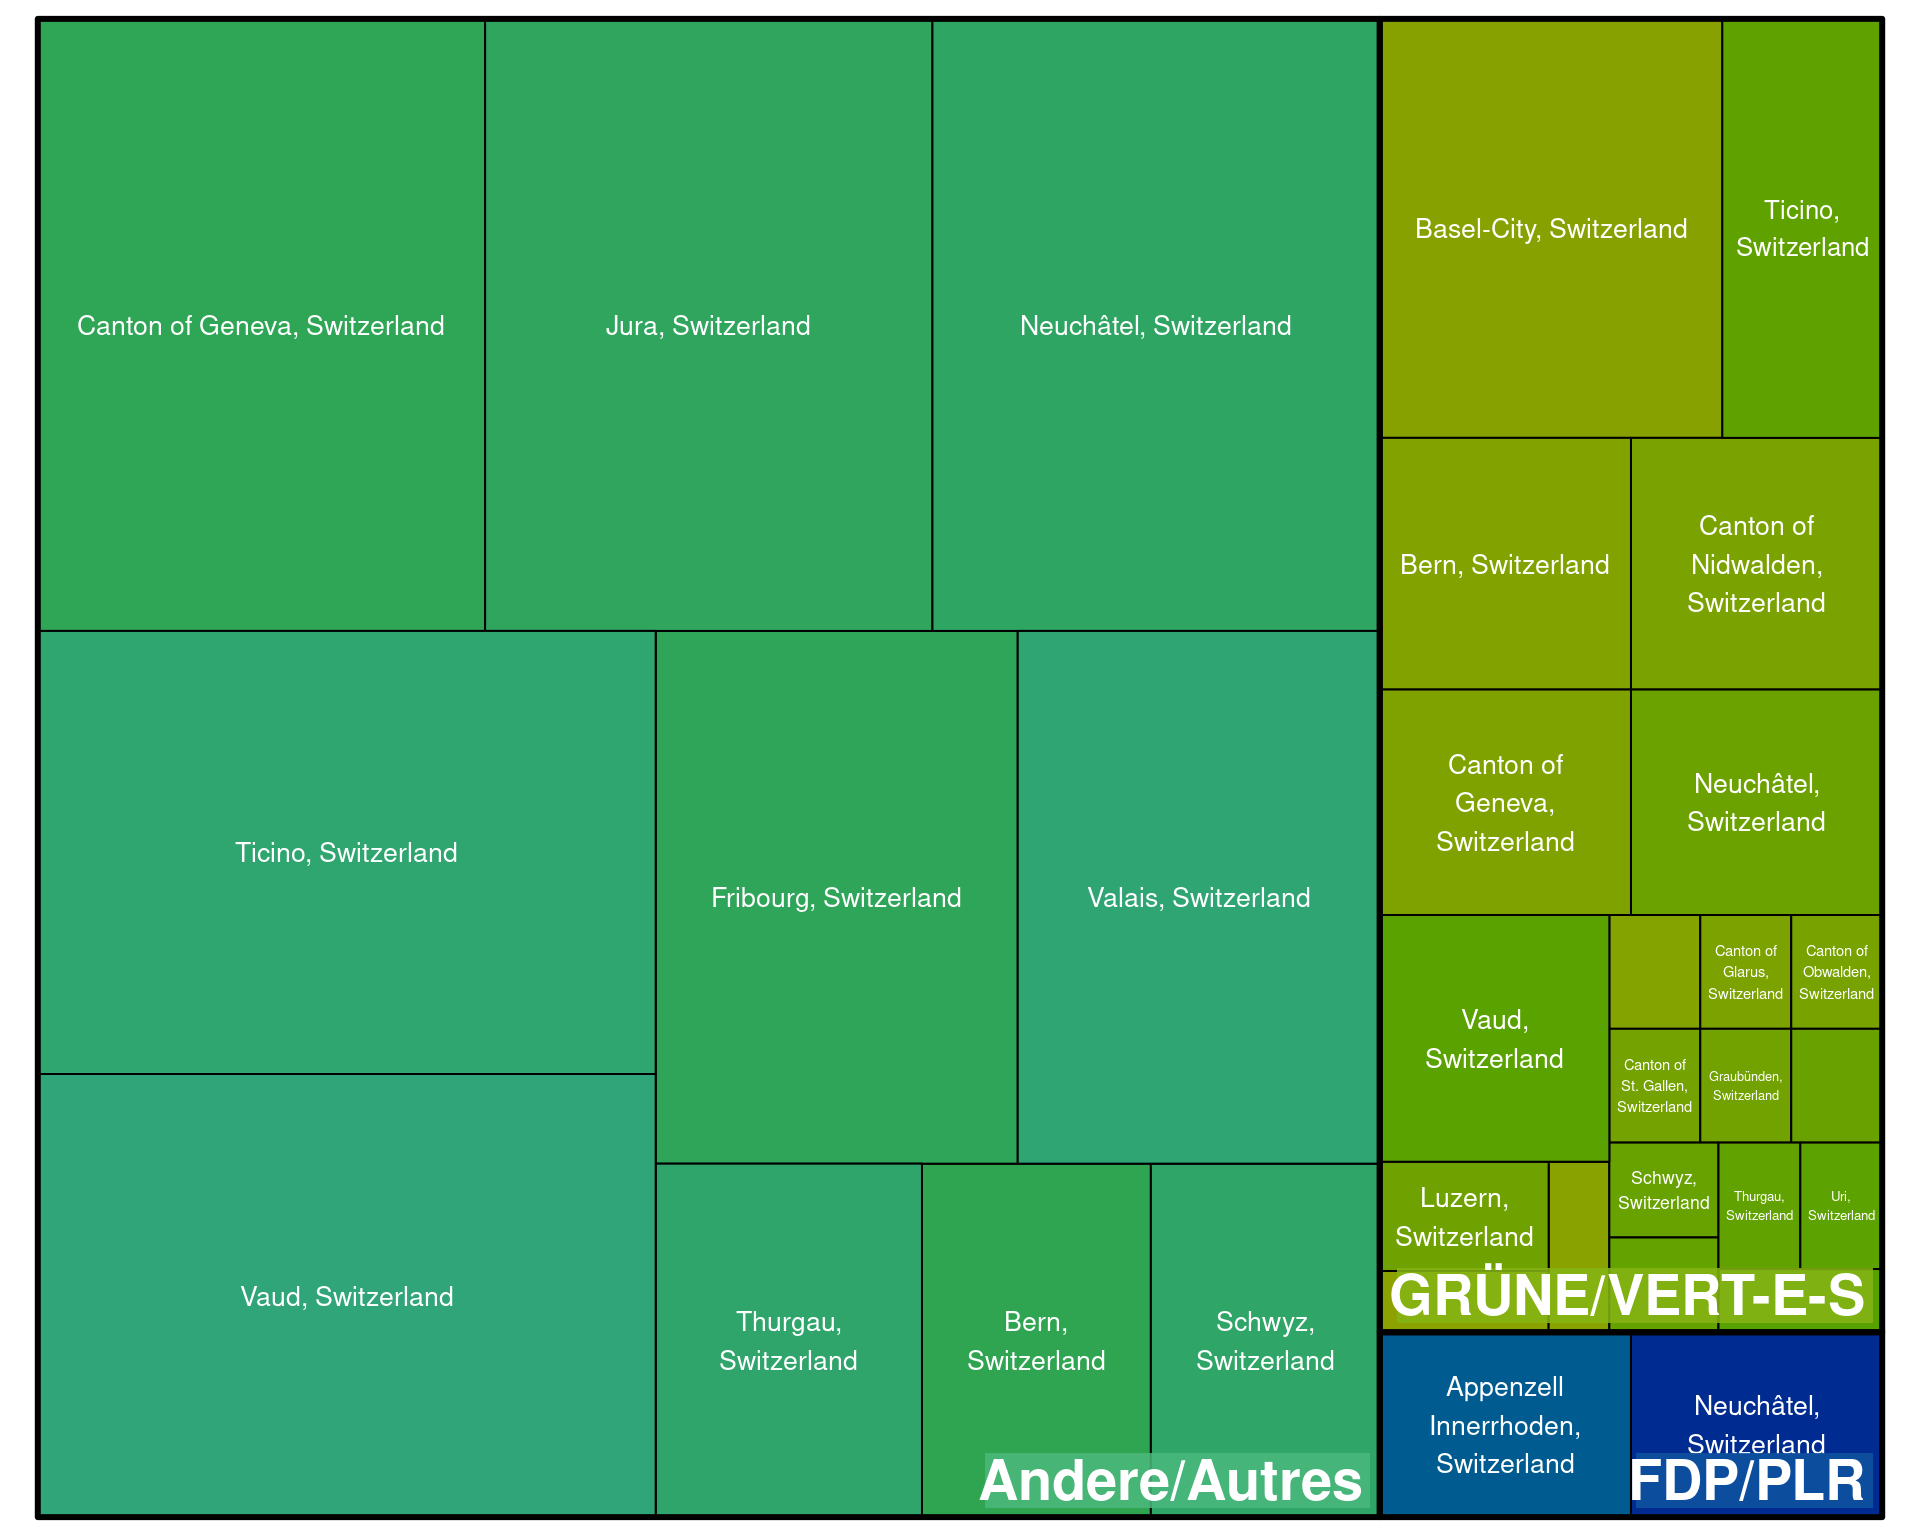 Canton of Geneva, Switzerland
Jura, Switzerland
Neuchâtel, Switzerland
Ticino, Switzerland
Vaud, Switzerland
Fribourg, Switzerland
Valais, Switzerland
Thurgau,
Switzerland
Bern,
Switzerland
Schwyz,
Switzerland
Andere/Autres
Basel-City, Switzerland
Ticino,
Switzerland
Bern, Switzerland
Canton of
Nidwalden,
Switzerland
Canton of
Geneva,
Switzerland
Neuchâtel,
Switzerland
Vaud,
Switzerland
Canton of
Glarus,
Switzerland
Canton of
Obwalden,
Switzerland
Canton of
St. Gallen,
Switzerland
Graubünden,
Switzerland
Luzern,
Switzerland
Schwyz,
Switzerland
Thurgau,
Switzerland
Uri,
Switzerland
GRÜNE/VERT-E-S
Appenzell
Innerrhoden,
Switzerland
Neuchâtel,
Switzerland
FDP/PLR